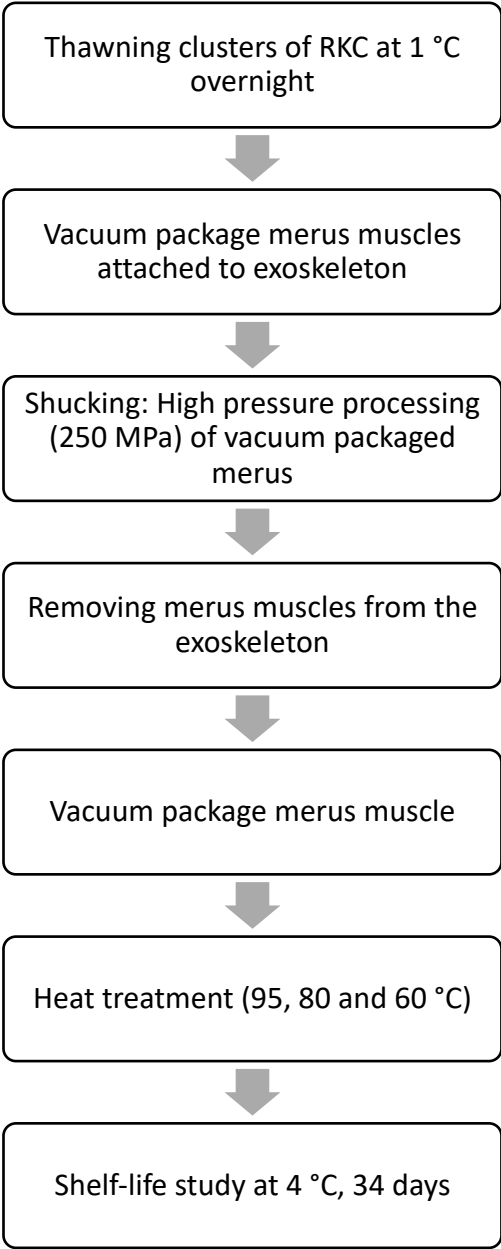 Thawning clusters of RKC at 1 °C
overnight
Vacuum package merus muscles
attached to exoskeleton
Shucking: High pressure processing
(250 MPa) of vacuum packaged
merus
Removing merus muscles from the
exoskeleton
Vacuum package merus muscle
Heat treatment (95, 80 and 60 °C)
Shelf-life study at 4 °C, 34 days